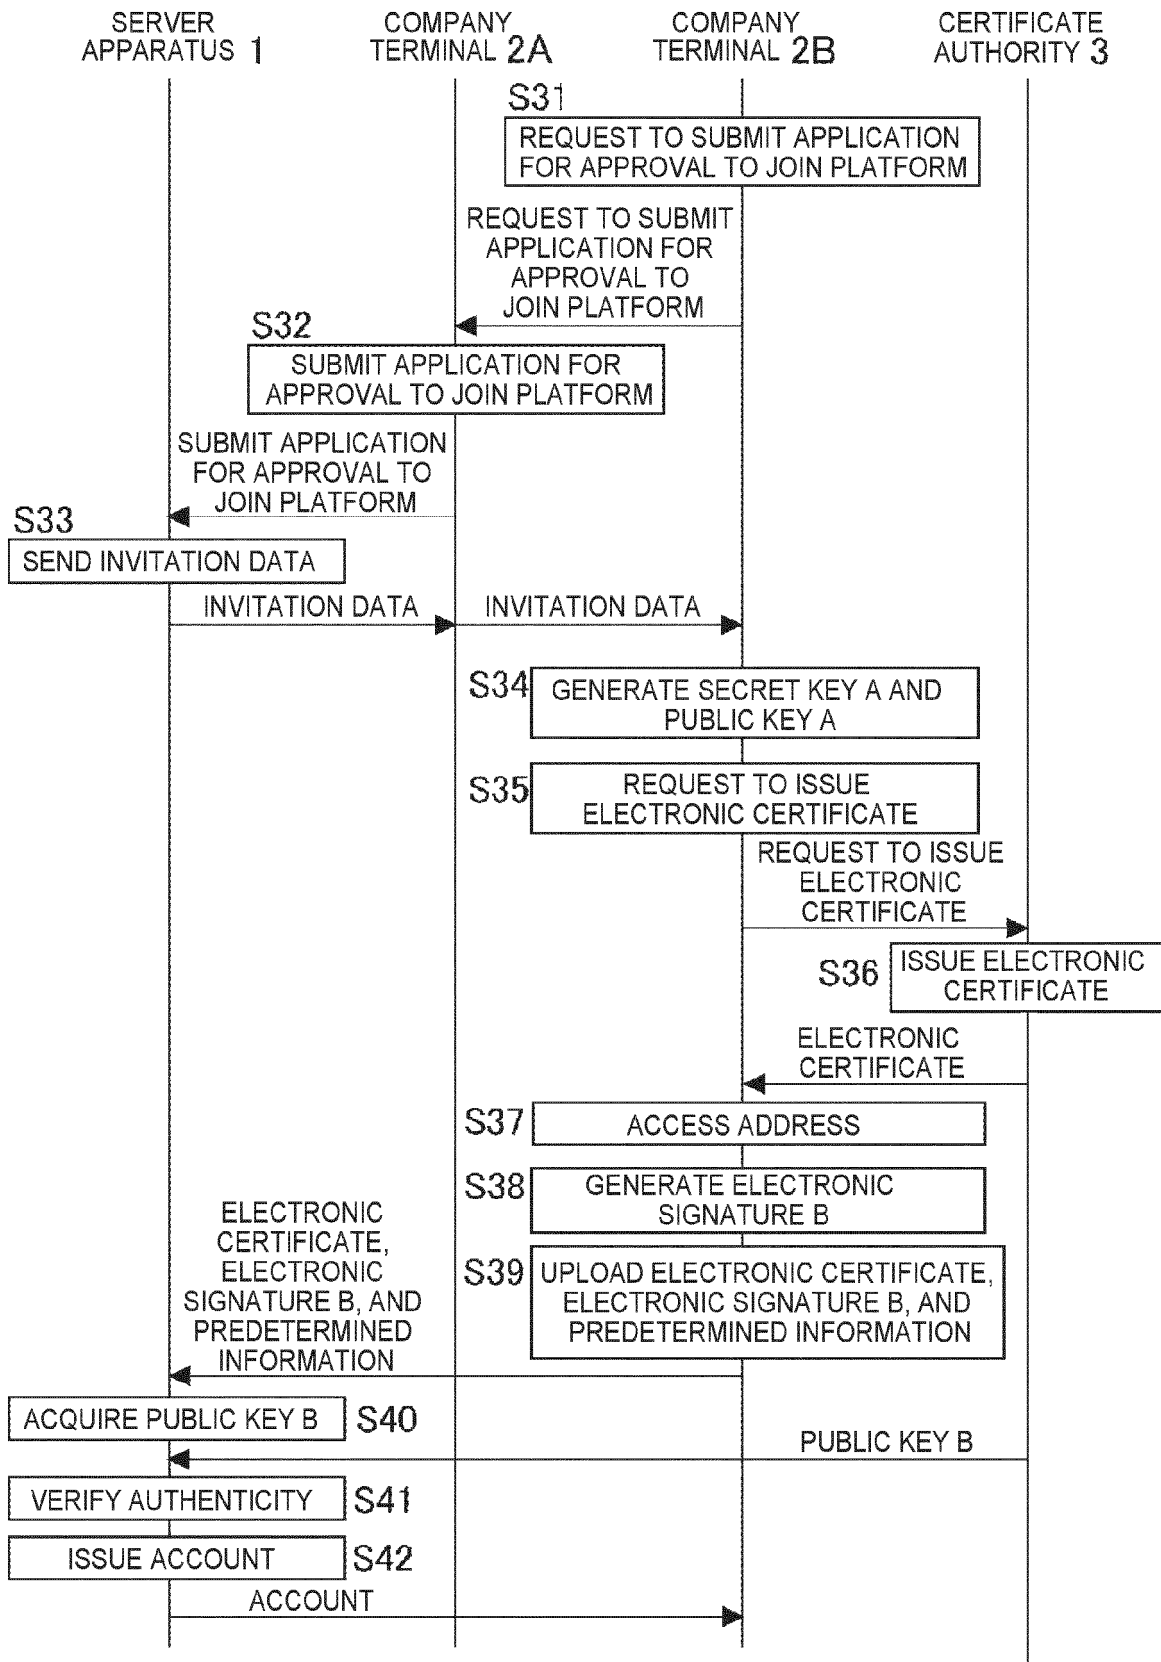 SERVER
APPARATUS 1
COMPANY
TERMINAL 2A
COMPANY
TERMINAL 2B
CERTIFICATE
AUTHORITY 3
S31
REQUEST TO SUBMIT APPLICATION
FOR APPROVAL TO JOIN PLATFORM
REQUEST TO SUBMIT
APPLICATION FOR
APPROVAL TO
JOIN PLATFORM
S32
SUBMIT APPLICATION FOR
APPROVAL TO JOIN PLATFORM
SUBMIT APPLICATION
FOR APPROVAL TO
JOIN PLATFORM
S33
SEND INVITATION DATA
INVITATION DATA
INVITATION DATA
S34
GENERATE SECRET KEY A AND
PUBLIC KEY A
S35
REQUEST TO ISSUE
ELECTRONIC CERTIFICATE
REQUEST TO ISSUE
ELECTRONIC
CERTIFICATE
S36
ISSUE ELECTRONIC
CERTIFICATE
ELECTRONIC
CERTIFICATE
S37
ACCESS ADDRESS
S38
GENERATE ELECTRONIC
SIGNATURE B
ELECTRONIC
CERTIFICATE,
ELECTRONIC
SIGNATURE B, AND
PREDETERMINED
INFORMATION
S39
UPLOAD ELECTRONIC CERTIFICATE,
ELECTRONIC SIGNATURE B, AND
PREDETERMINED INFORMATION
ACQUIRE PUBLIC KEY B
S40
PUBLIC KEY B
VERIFY AUTHENTICITY
S41
ISSUE ACCOUNT
S42
ACCOUNT